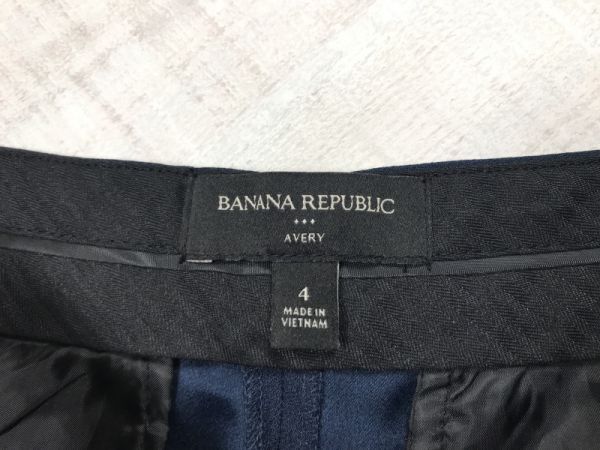 BANANA REPUBLIC
AVERY
4
MADE IN
VIETNAM